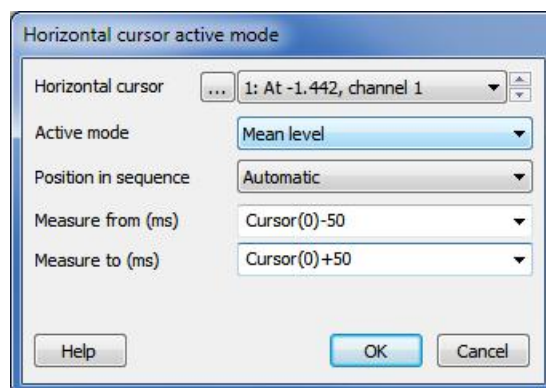 Horizontal cursor active mode
Horizontal cursor ... 1: At -1.442, channel 1
Active mode Mean level
Position in sequence Automatic
Measure from (ms) Cursor(0)-50
Measure to (ms) Cursor(0)+50
Help OK Cancel